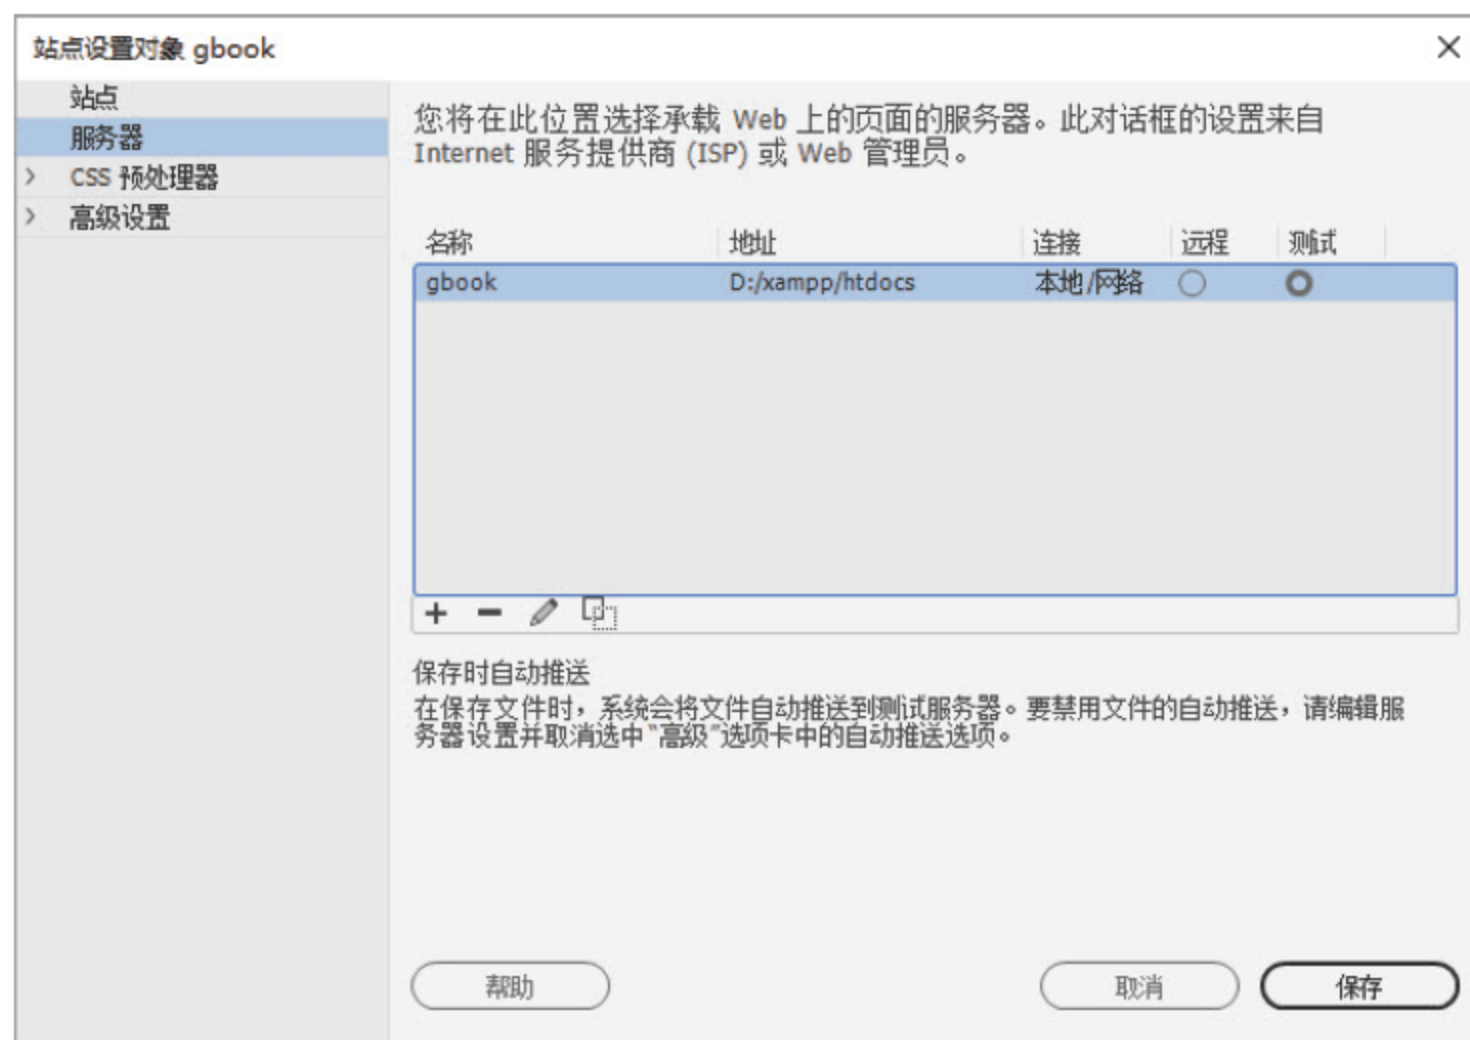 站点设置对象 gbook
站点
服务器
CSS 预处理器
高级设置
您将在此位置选择承载 Web 上的页面的服务器。此对话框的设置来自
Internet 服务提供商 (ISP) 或 Web 管理员。
名称 地址 连接 远程 测试
gbook D:/xampp/htdocs 本地/网络
保存时自动推送
在保存文件时，系统会将文件自动推送到测试服务器。要禁用文件的自动推送，请编辑服
务器设置并取消选中"高级"选项卡中的自动推送选项。
帮助 取消 保存